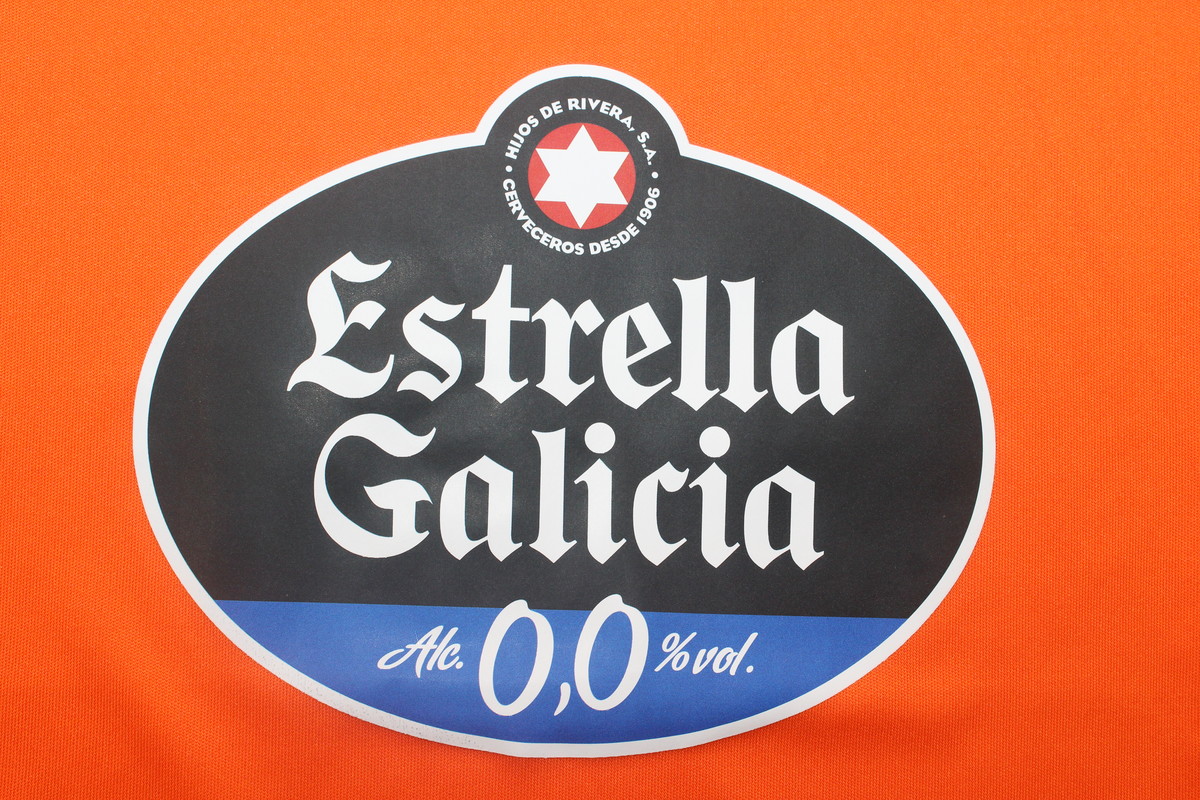 HIJOS DE RIVERA, S.A.
CERVECEROS DESDE 1906
Estrella
Galicia
Alc. 0,0 % vol.